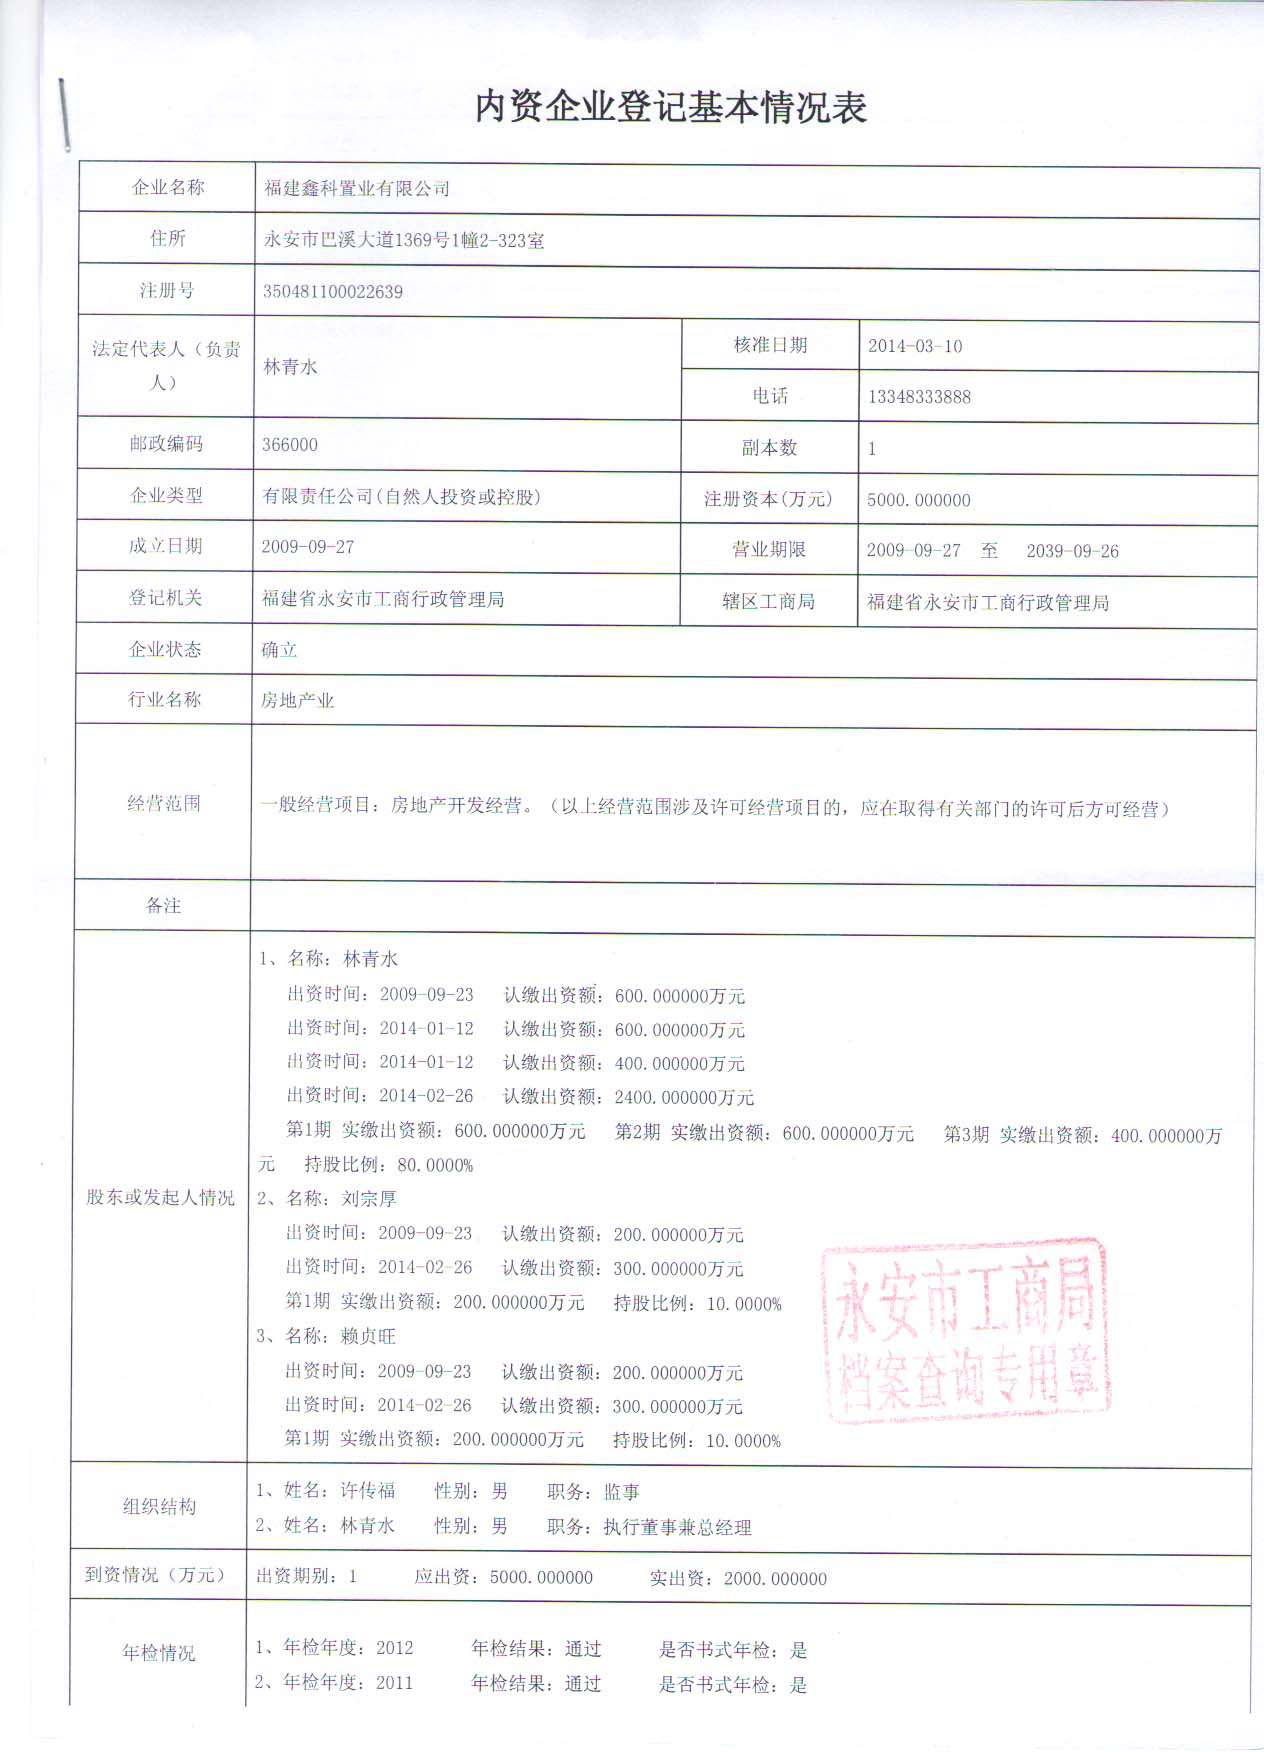 内资企业登记基本情况表
企业名称 福建鑫科置业有限公司
住所 永安市巴溪大道1369号1幢2-323室
注册号 350481100022639
法定代表人（负责人） 林青水 核准日期 2014-03-10
电话 13348333888
邮政编码 366000 副本数 1
企业类型 有限责任公司(自然人投资或控股) 注册资本(万元) 5000.000000
成立日期 2009-09-27 营业期限 2009-09-27 至 2039-09-26
登记机关 福建省永安市工商行政管理局 辖区工商局 福建省永安市工商行政管理局
企业状态 确立
行业名称 房地产业
经营范围 一般经营项目：房地产开发经营。（以上经营范围涉及许可经营项目的，应在取得有关部门的许可后方可经营）
备注
股东或发起人情况
1、名称：林青水
出资时间：2009-09-23 认缴出资额：600.000000万元
出资时间：2014-01-12 认缴出资额：600.000000万元
出资时间：2014-01-12 认缴出资额：400.000000万元
出资时间：2014-02-26 认缴出资额：2400.000000万元
第1期 实缴出资额：600.000000万元 第2期 实缴出资额：600.000000万元 第3期 实缴出资额：400.000000万
元 持股比例：80.0000%
2、名称：刘宗厚
出资时间：2009-09-23 认缴出资额：200.000000万元
出资时间：2014-02-26 认缴出资额：300.000000万元
第1期 实缴出资额：200.000000万元 持股比例：10.0000%
3、名称：赖贞旺
出资时间：2009-09-23 认缴出资额：200.000000万元
出资时间：2014-02-26 认缴出资额：300.000000万元
第1期 实缴出资额：200.000000万元 持股比例：10.0000%
永安市工商局
档案查询专用章
组织结构
1、姓名：许传福 性别：男 职务：监事
2、姓名：林青水 性别：男 职务：执行董事兼总经理
到资情况（万元） 出资期别：1 应出资：5000.000000 实出资：2000.000000
年检情况
1、年检年度：2012 年检结果：通过 是否书式年检：是
2、年检年度：2011 年检结果：通过 是否书式年检：是